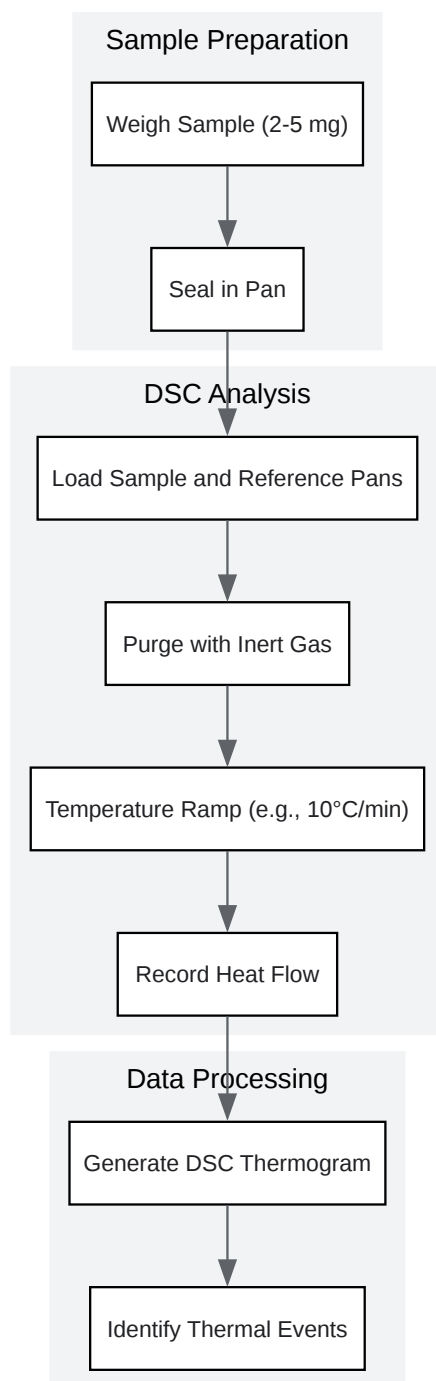 Sample Preparation
Weigh Sample (2-5 mg)
Seal in Pan
DSC Analysis
Load Sample and Reference Pans
Purge with Inert Gas
Temperature Ramp (e.g., 10°C/min)
Record Heat Flow
Data Processing
Generate DSC Thermogram
Identify Thermal Events